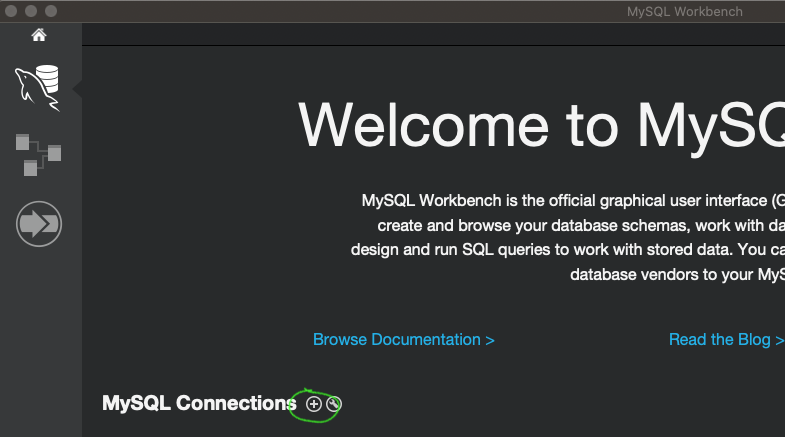 MySQL Workbench
Welcome to MySQ
MySQL Workbench is the official graphical user interface (G
create and browse your database schemas, work with da
design and run SQL queries to work with stored data. You ca
database vendors to your MyS
Browse Documentation >
Read the Blog >
MySQL Connections